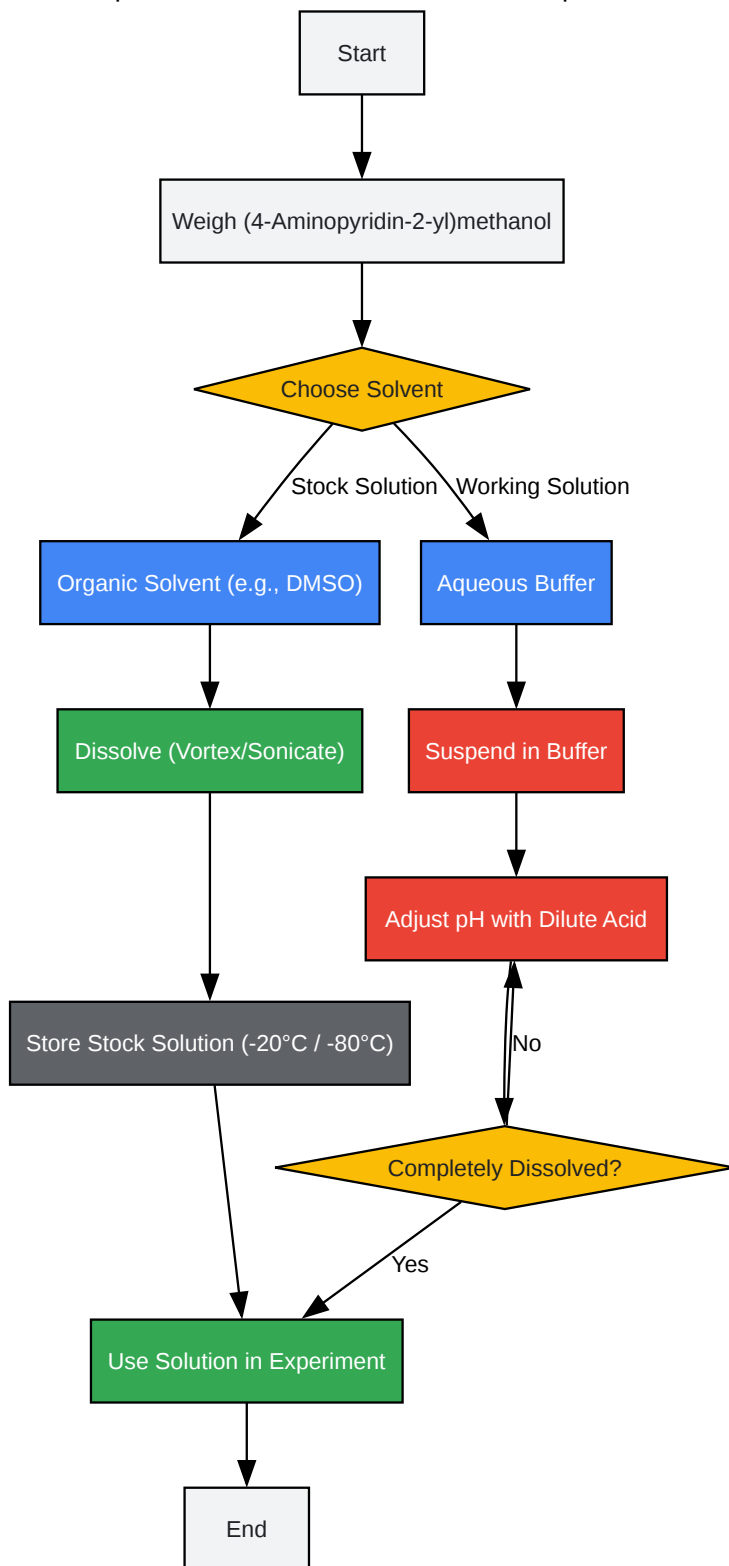 Start
Weigh (4-Aminopyridin-2-yl)methanol
Choose Solvent
Stock Solution
Working Solution
Organic Solvent (e.g., DMSO)
Aqueous Buffer
Dissolve (Vortex/Sonicate)
Suspend in Buffer
Adjust pH with Dilute Acid
Store Stock Solution (-20°C / -80°C)
No
Completely Dissolved?
Yes
Use Solution in Experiment
End